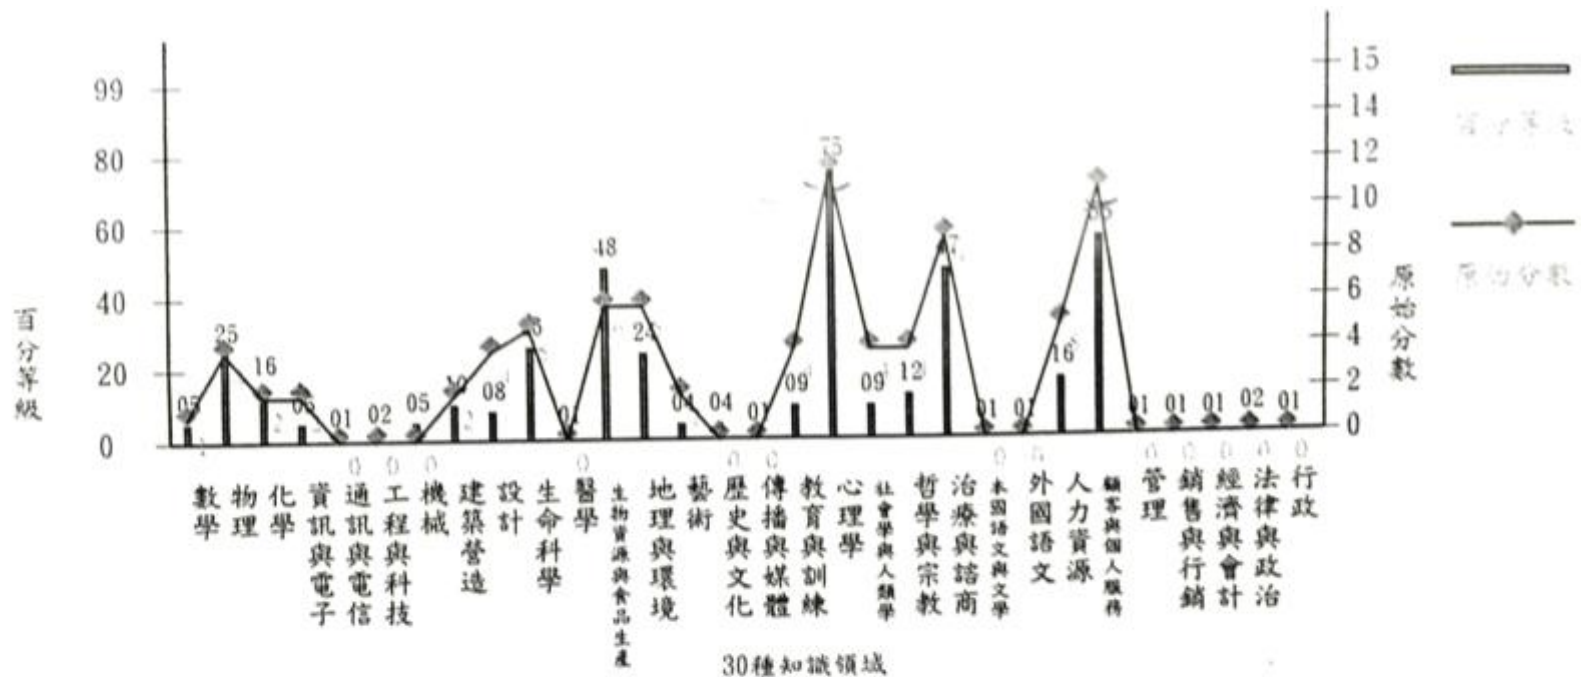 99
80
60
40
20
0
百分等級
15
14
12
10
8
6
4
2
0
原始分數
25
16
01
02
05
10
08
48
24
04
04
01
09
75
09
12
01
01
16
01
01
01
02
01
數學
物理
化學
資訊與電子
通訊與電信
工程與科技
機械
建築營造
設計
生命科學
醫學
生物資源與食品生產
地理與環境
藝術
歷史與文化
傳播與媒體
教育與訓練
心理學
社會學與人類學
哲學與宗教
治療與諮商
本國語文與文學
外國語文
人力資源
顧客與個人服務
管理
銷售與行銷
經濟與會計
法律與政治
行政
30種知識領域